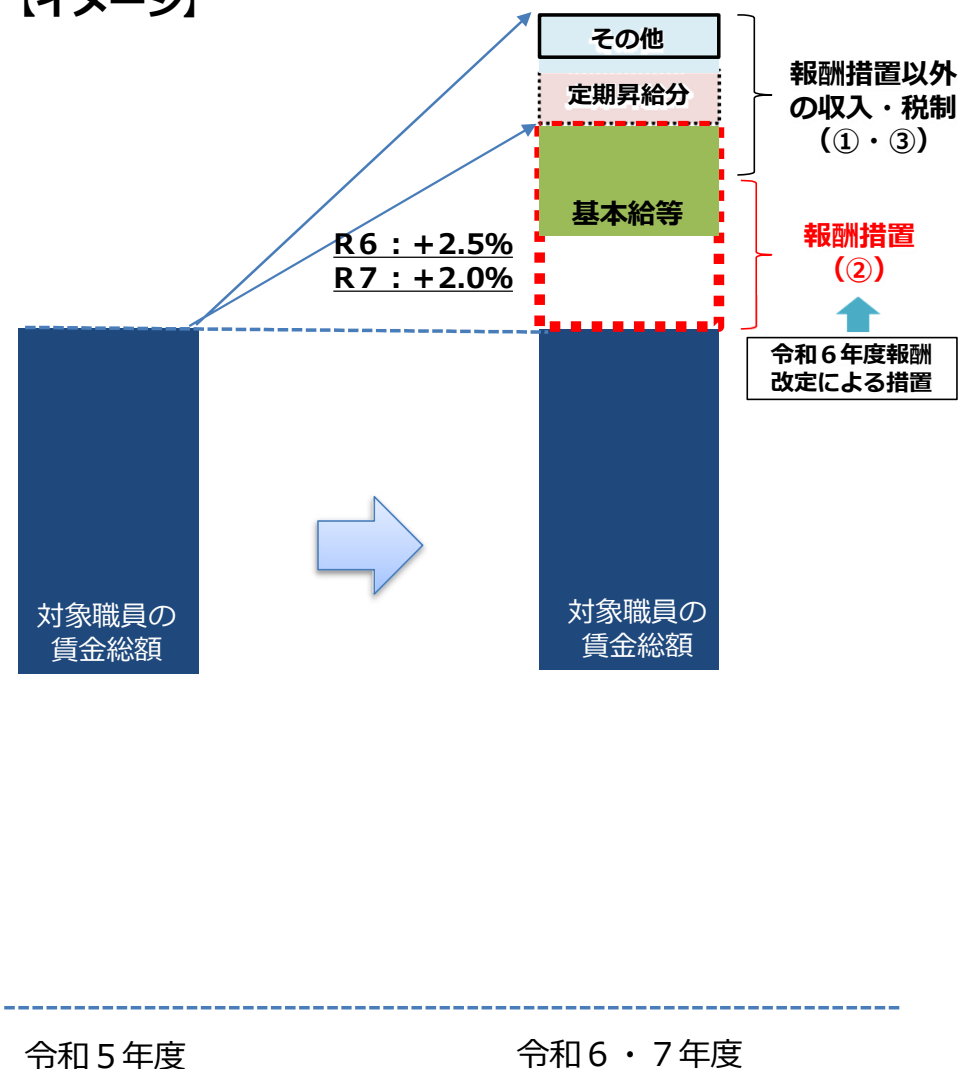 【イメージ】
その他
定期昇給分
基本給等
報酬措置以外
の収入・税制
（①・③）
R6：+2.5%
R7：+2.0%
報酬措置
（②）
令和６年度報酬
改定による措置
対象職員の
賃金総額
対象職員の
賃金総額
令和５年度
令和６・７年度